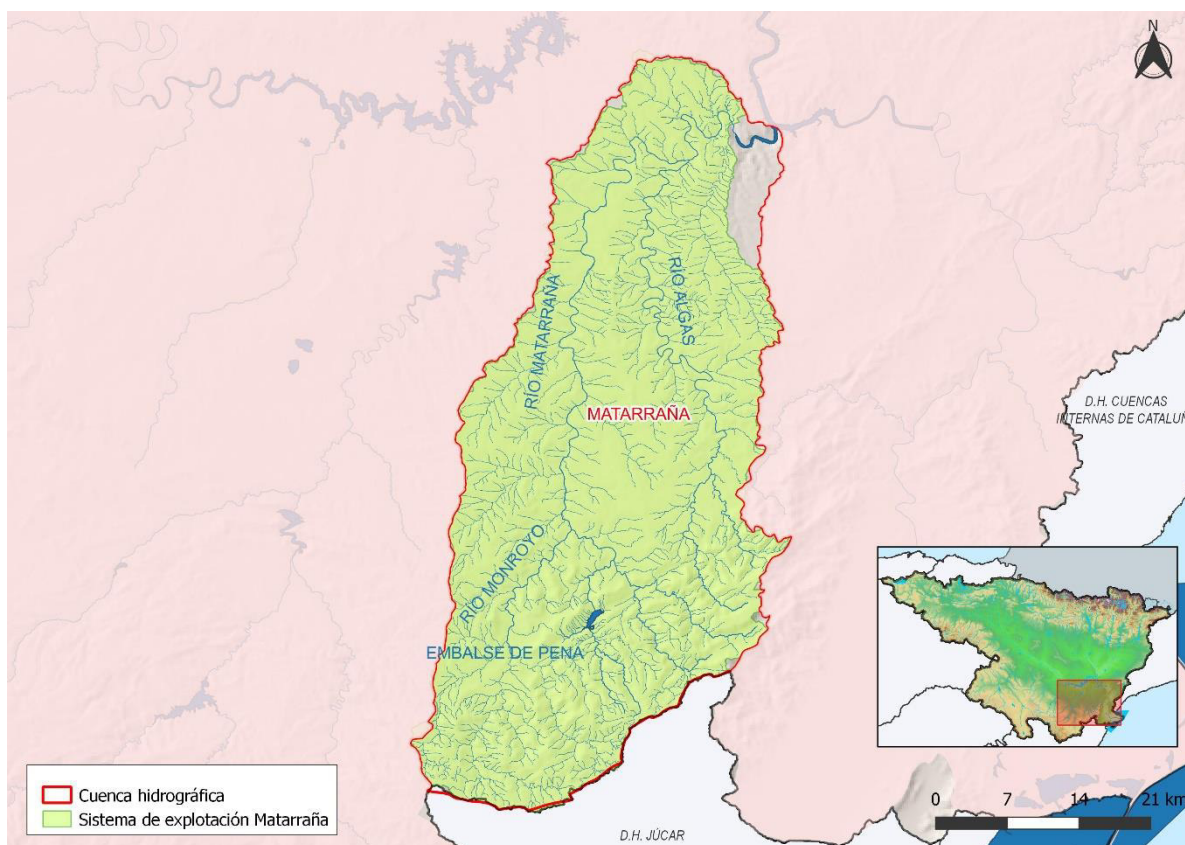 N
RÍO MATARRAÑA
RÍO ALGAS
MATARRAÑA
D.H. CUENCAS
INTERNAS DE CATALUÑ
RÍO MONROYO
EMBALSE DE PENA
Cuenca hidrográfica
Sistema de explotación Matarraña
D.H. JÚCAR
0 7 14 21 km